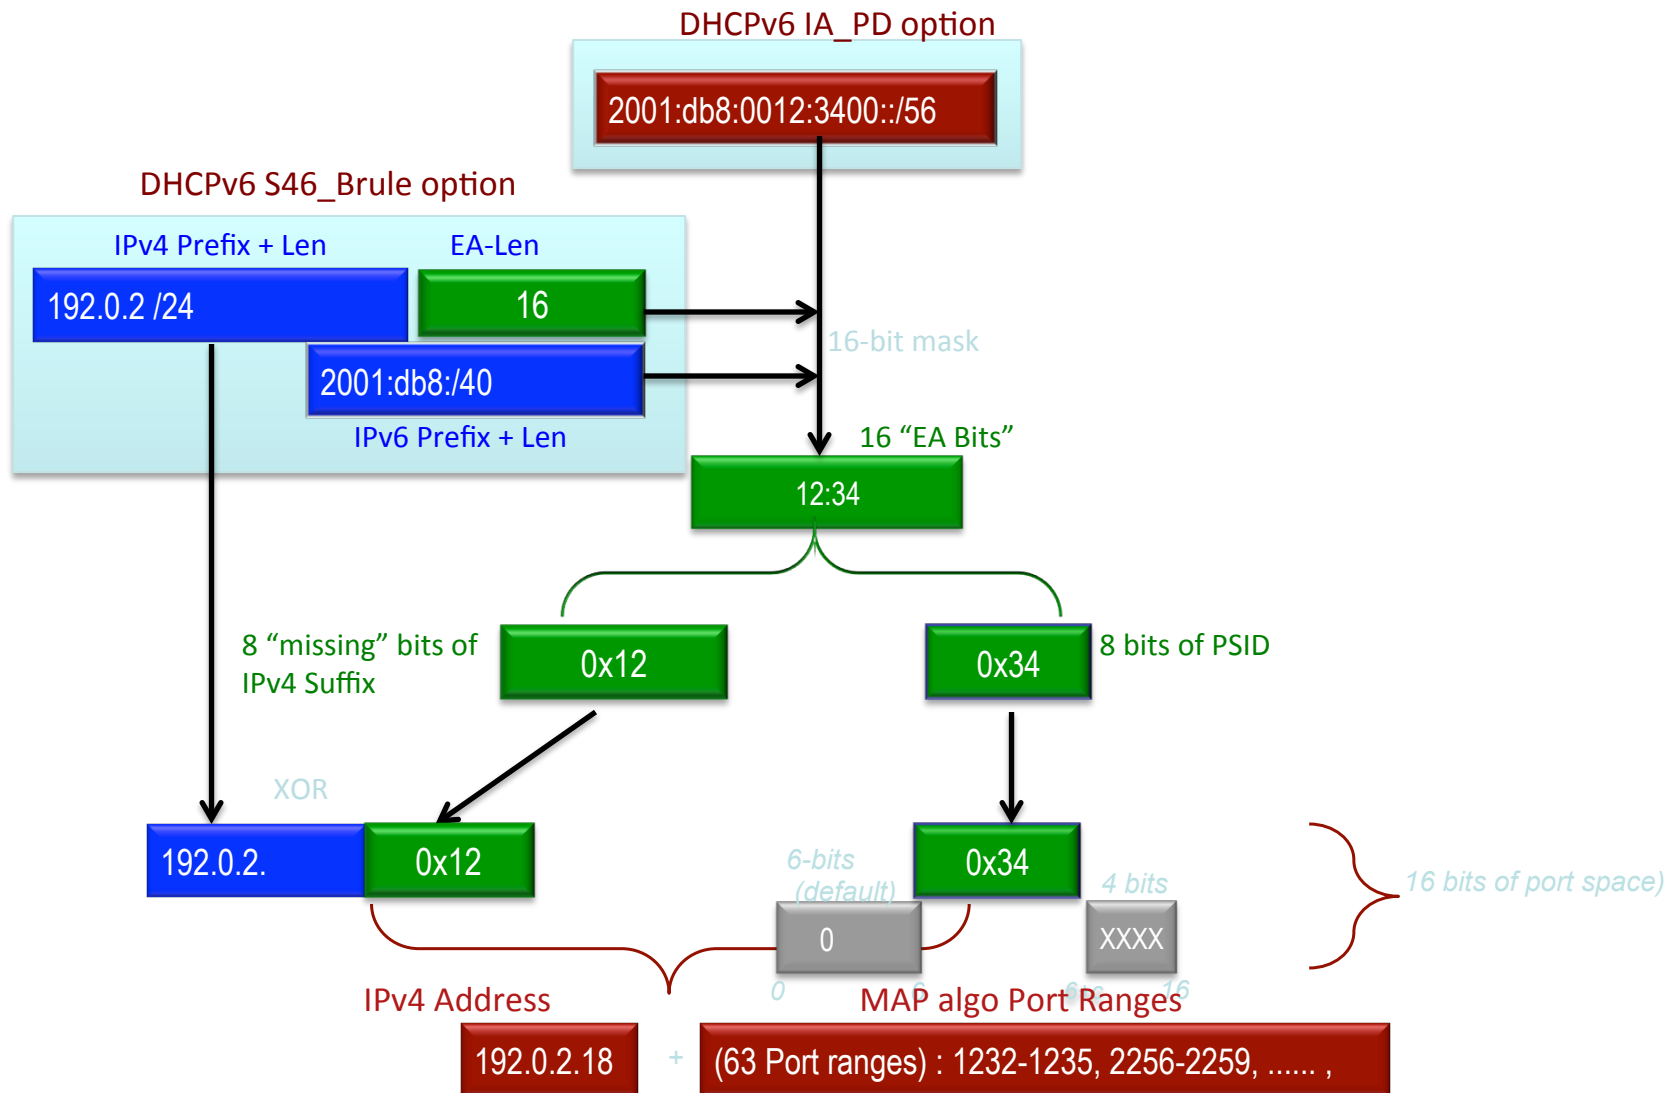 DHCPv6 IA_PD option
2001:db8:0012:3400::/56
DHCPv6 S46_Brule option
IPv4 Prefix + Len
EA-Len
192.0.2 /24
16
16-bit mask
2001:db8:/40
IPv6 Prefix + Len
16 “EA Bits”
12:34
8 “missing” bits of
IPv4 Suffix
0x12
0x34
8 bits of PSID
XOR
192.0.2.
0x12
6-bits
(default)
0x34
4 bits
16 bits of port space)
0
XXXX
0
6
16
IPv4 Address
MAP algo Port Ranges
192.0.2.18
+
(63 Port ranges) : 1232-1235, 2256-2259, ...... ,